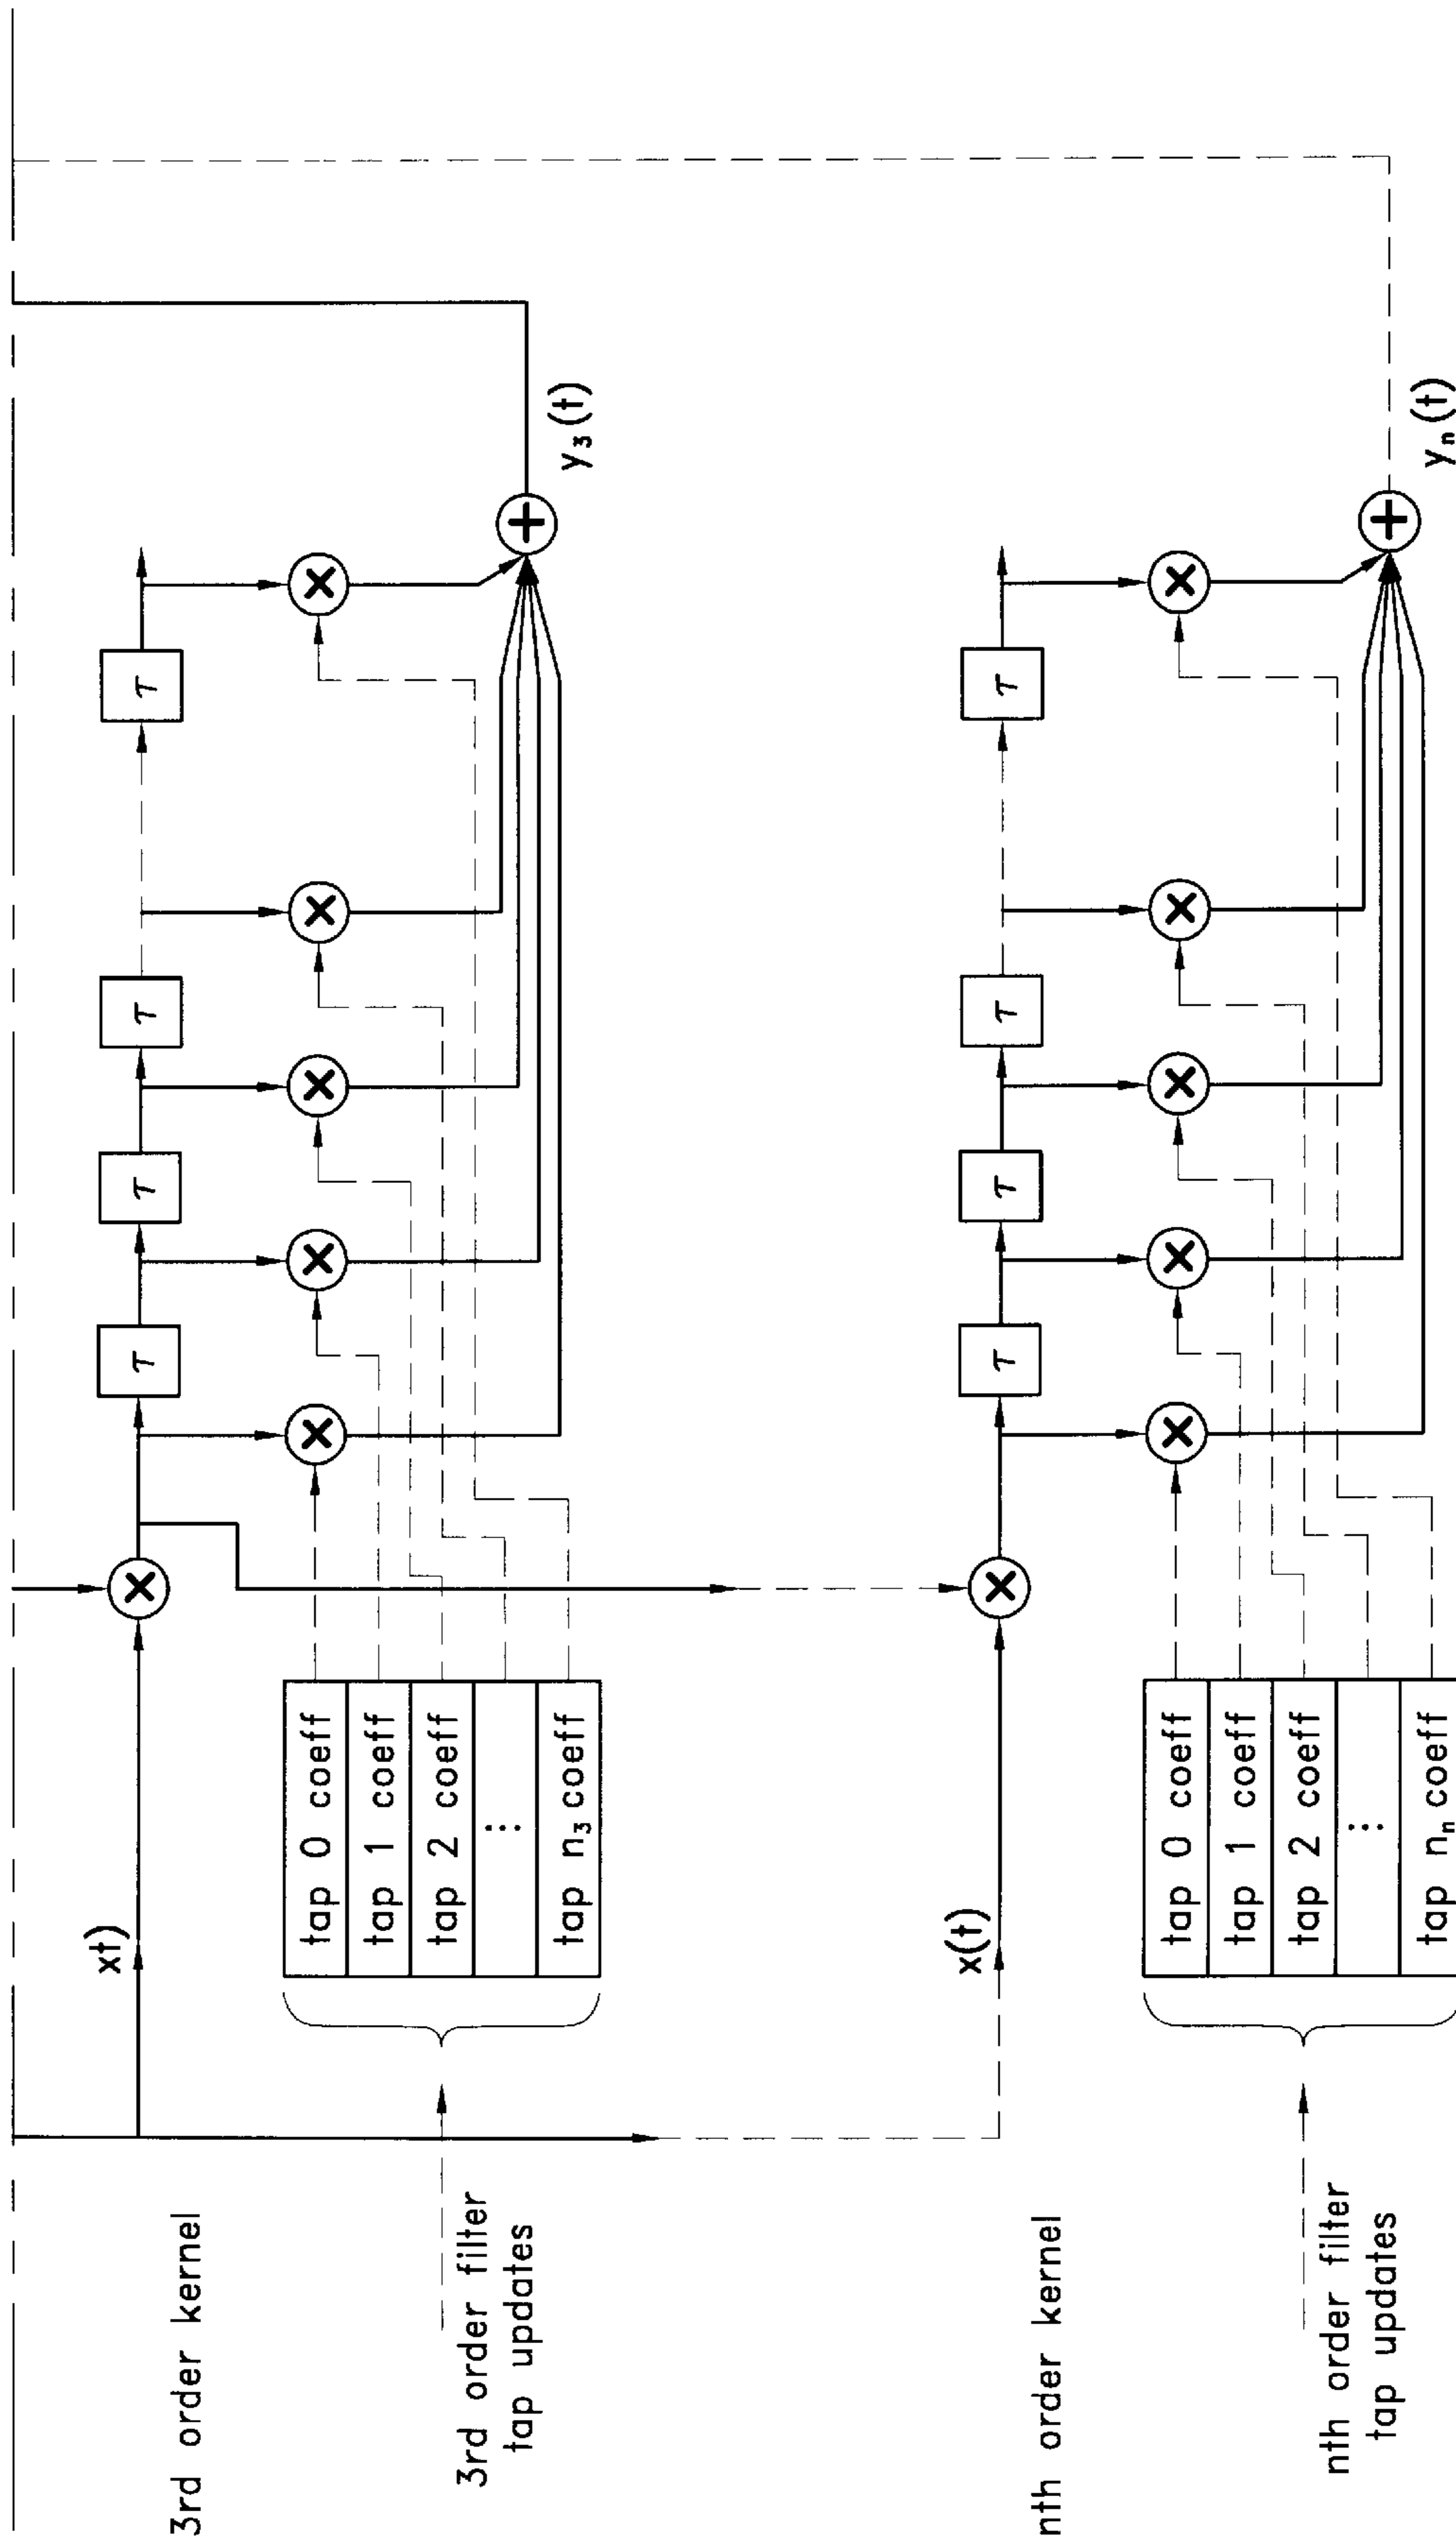 3rd order kernel
xt)
τ
τ
τ
τ
3rd order filter
tap updates
tap 0 coeff
tap 1 coeff
tap 2 coeff
⋮
tap n₃ coeff
y₃(t)
nth order kernel
x(t)
τ
τ
τ
τ
nth order filter
tap updates
tap 0 coeff
tap 1 coeff
tap 2 coeff
⋮
tap nₙ coeff
yₙ(t)